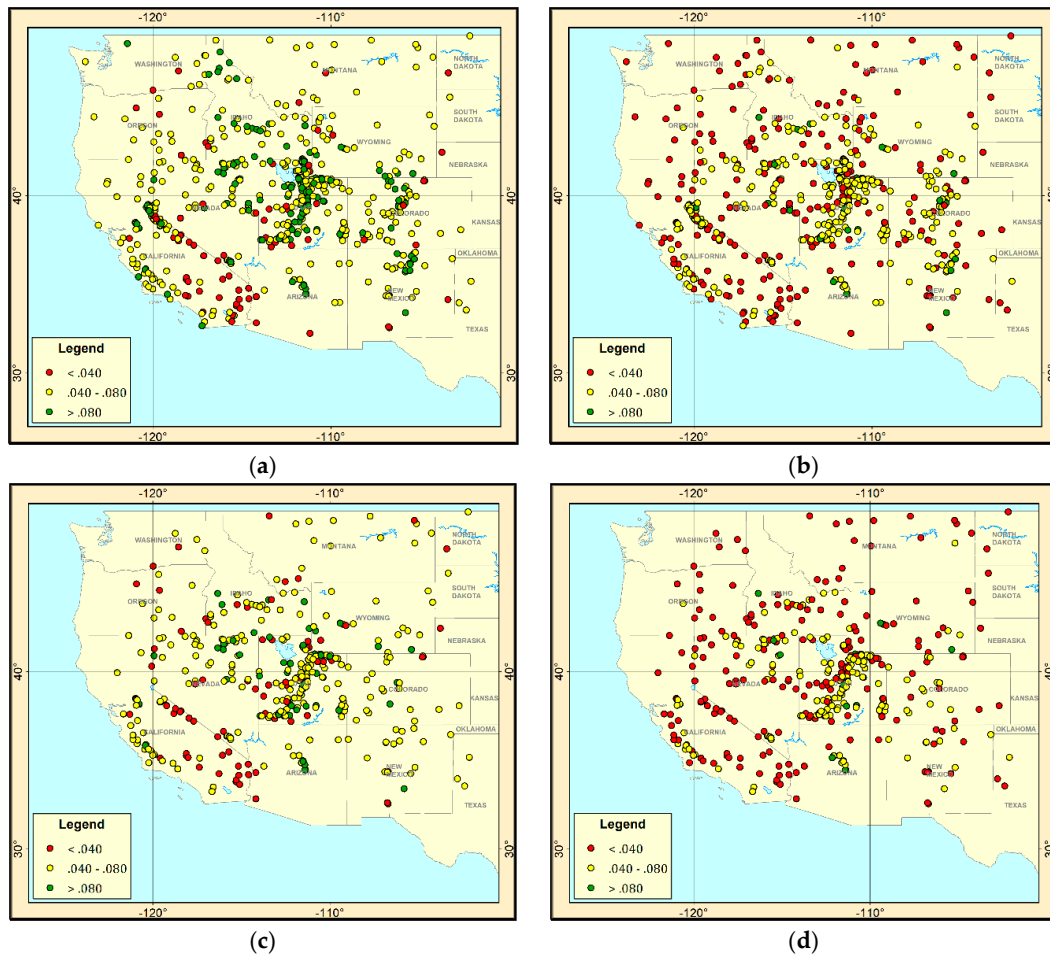 -120° -110°
-120° -110°
WASHINGTON
MONTANA
NORTH
DAKOTA
OREGON
IDAHO
SOUTH
DAKOTA
WYOMING
NEBRASKA
40°
40°
NEVADA
COLORADO
KANSAS
CALIFORNIA
OKLAHOMA
ARIZONA
NEW
MEXICO
TEXAS
30°
30°
Legend
< .040
.040 - .080
> .080
-120° -110°
-120° -110°
WASHINGTON
MONTANA
NORTH
DAKOTA
OREGON
IDAHO
SOUTH
DAKOTA
WYOMING
NEBRASKA
40°
40°
NEVADA
COLORADO
KANSAS
CALIFORNIA
OKLAHOMA
ARIZONA
NEW
MEXICO
TEXAS
30°
30°
Legend
< .040
.040 - .080
> .080
(a)
(b)
-120° -110°
-120° -110°
WASHINGTON
MONTANA
NORTH
DAKOTA
OREGON
IDAHO
SOUTH
DAKOTA
WYOMING
NEBRASKA
40°
40°
NEVADA
COLORADO
KANSAS
CALIFORNIA
OKLAHOMA
ARIZONA
NEW
MEXICO
TEXAS
30°
30°
Legend
< .040
.040 - .080
> .080
-120° -110°
-120° -110°
WASHINGTON
MONTANA
NORTH
DAKOTA
OREGON
IDAHO
SOUTH
DAKOTA
WYOMING
NEBRASKA
40°
40°
NEVADA
COLORADO
KANSAS
CALIFORNIA
OKLAHOMA
ARIZONA
NEW
MEXICO
TEXAS
30°
30°
Legend
< .040
.040 - .080
> .080
(c)
(d)